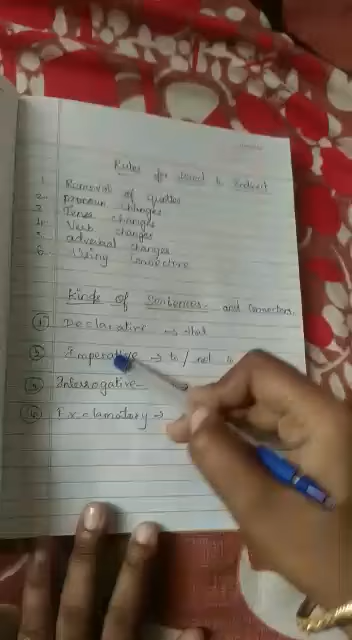 Rules for Direct to Indirect
1. Removal of quotes
2. Pronoun changes
3. Tense changes
4. Verb changes
5. adverbial changes
6. Using connective
Kinds of Sentences and Connectors
① Declarative → that
② Imperative → to / not to
③ Interrogative →
④ Exclamatory →